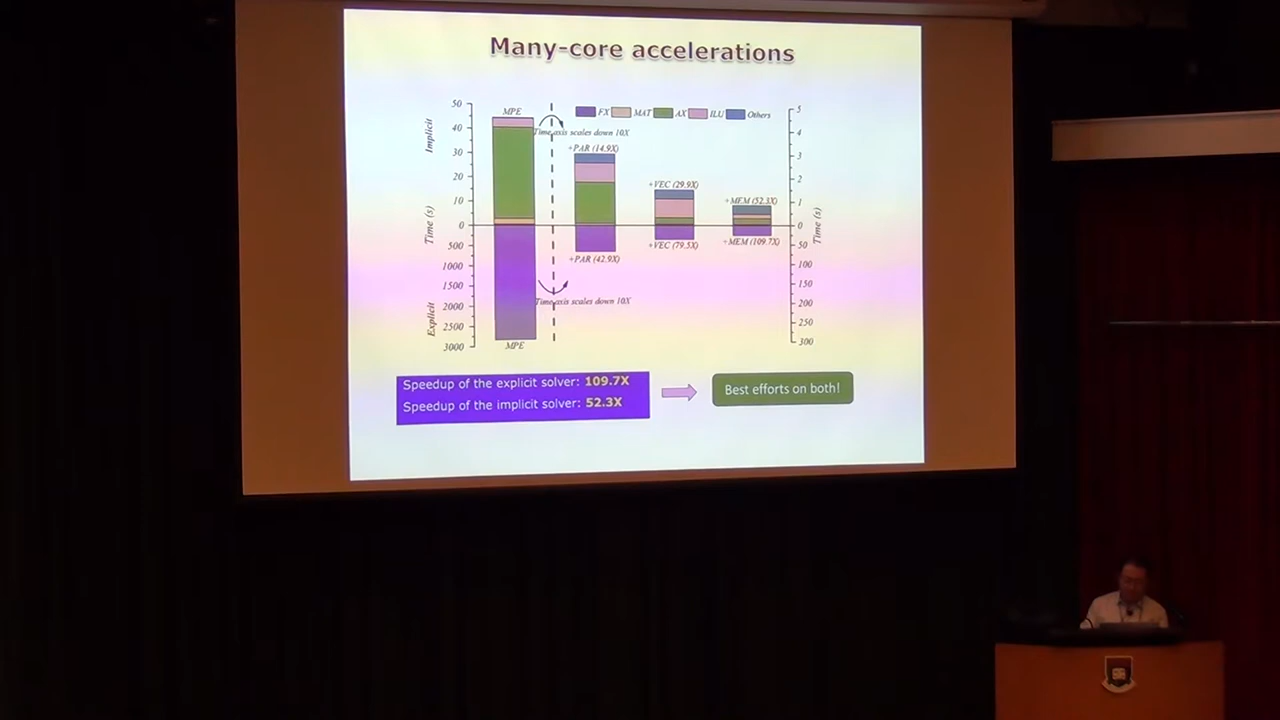 Many-core accelerations
50
40
30
20
10
0
500
1000
1500
2000
2500
3000
Implicit
Time (s)
Explicit
MPE
MPE
FX MAT AX ILU Others
Time axis scales down 10X
+PAR (14.9X)
+VEC (29.9X)
+MEM (52.3X)
+PAR (42.9X)
+VEC (79.5X)
+MEM (109.7X)
Time axis scales down 10X
5
4
3
2
1
0
50
100
150
200
250
300
Time (s)
Speedup of the explicit solver: 109.7X
Speedup of the implicit solver: 52.3X
Best efforts on both!